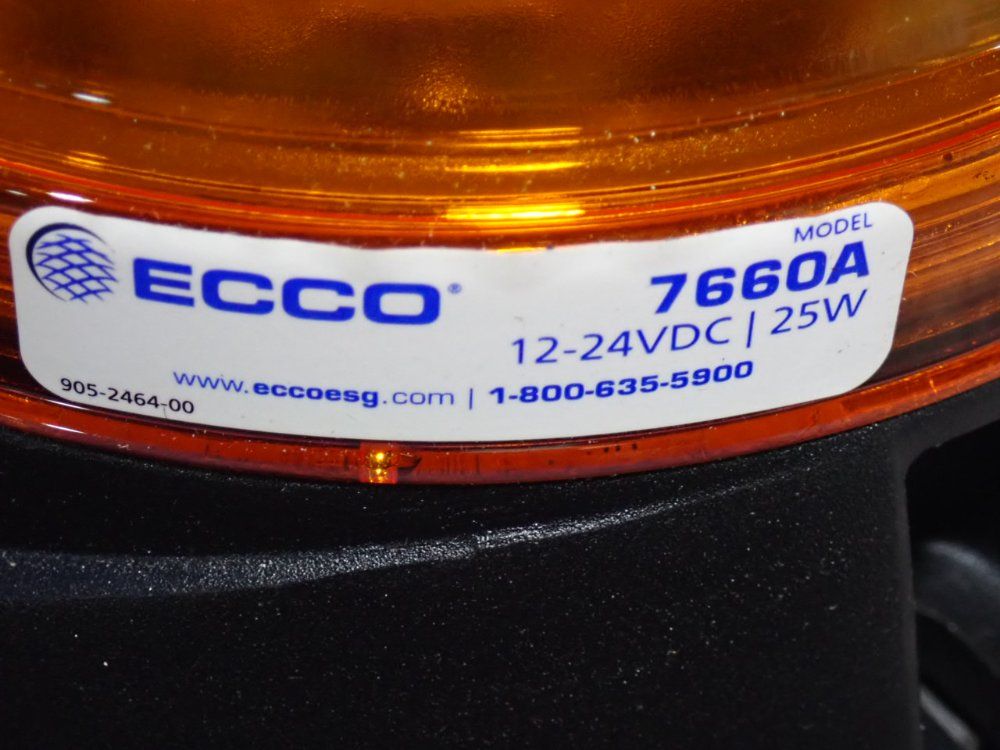 ECCO®
MODEL
7660A
12-24VDC | 25W
www.eccoesg.com | 1-800-635-5900
905-2464-00